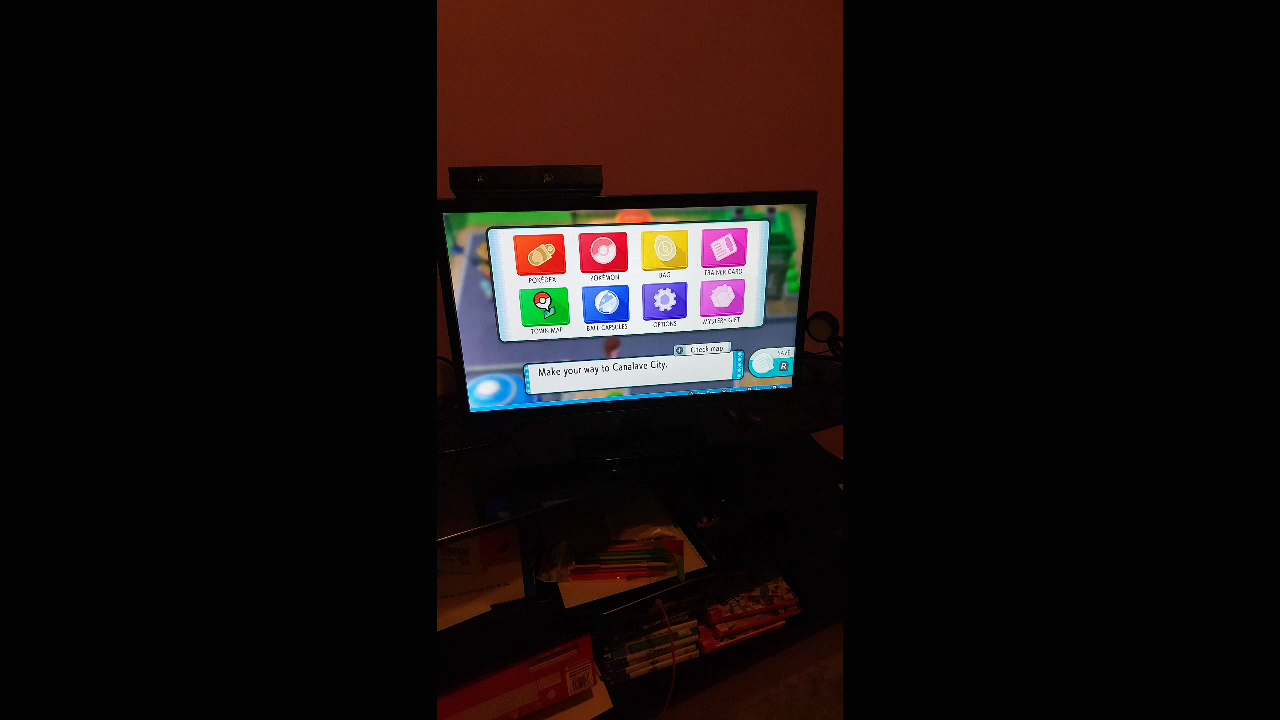 POKÉDEX POKÉMON BAG TRAINER CARD
TOWN MAP BALL CAPSULES OPTIONS MYSTERY GIFT
Check map
Make your way to Canalave City.
SAVE
R